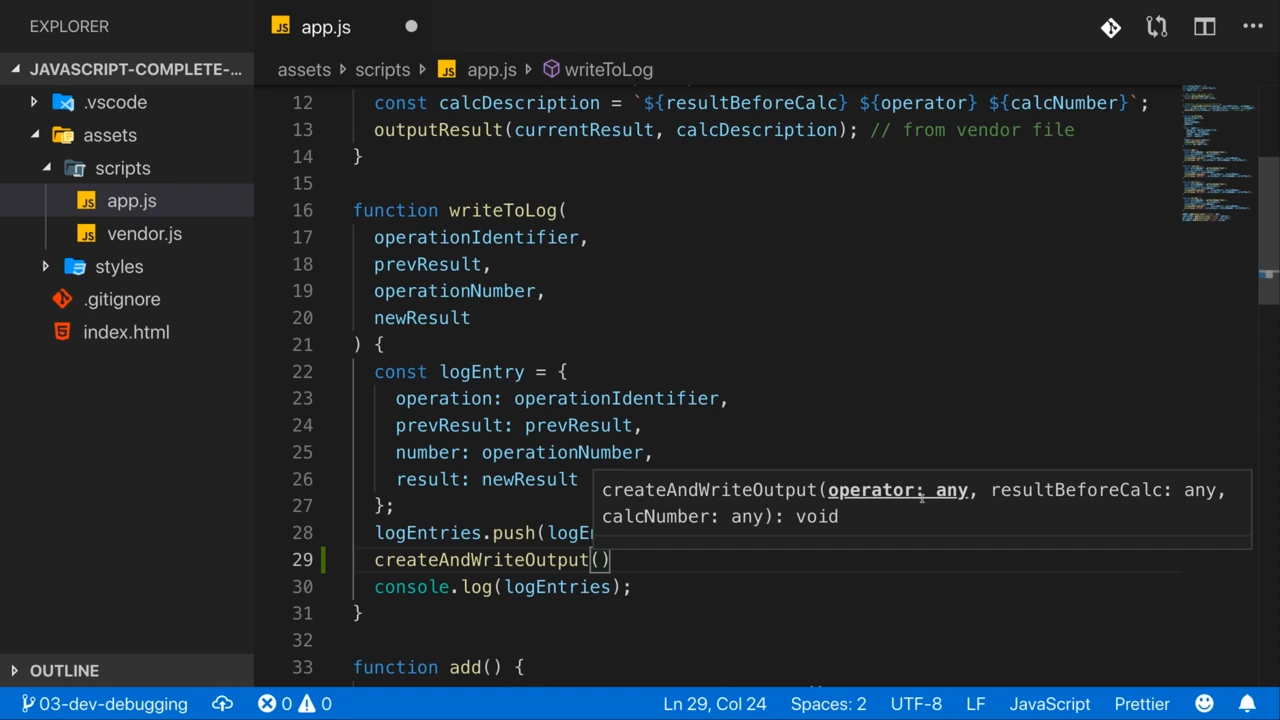 EXPLORER
JS app.js
JAVASCRIPT-COMPLETE-...
assets scripts JS app.js writeToLog
.vscode
assets
scripts
JS app.js
JS vendor.js
styles
.gitignore
index.html
12 const calcDescription = `${resultBeforeCalc} ${operator} ${calcNumber}`;
13 outputResult(currentResult, calcDescription); // from vendor file
14 }
15
16 function writeToLog(
17 operationIdentifier,
18 prevResult,
19 operationNumber,
20 newResult
21 ) {
22 const logEntry = {
23 operation: operationIdentifier,
24 prevResult: prevResult,
25 number: operationNumber,
26 result: newResult
createAndWriteOutput(operator: any, resultBeforeCalc: any,
calcNumber: any): void
27 };
28 logEntries.push(logEn
29 createAndWriteOutput()
30 console.log(logEntries);
31 }
32
33 function add() {
OUTLINE
03-dev-debugging 0 0 Ln 29, Col 24 Spaces: 2 UTF-8 LF JavaScript Prettier